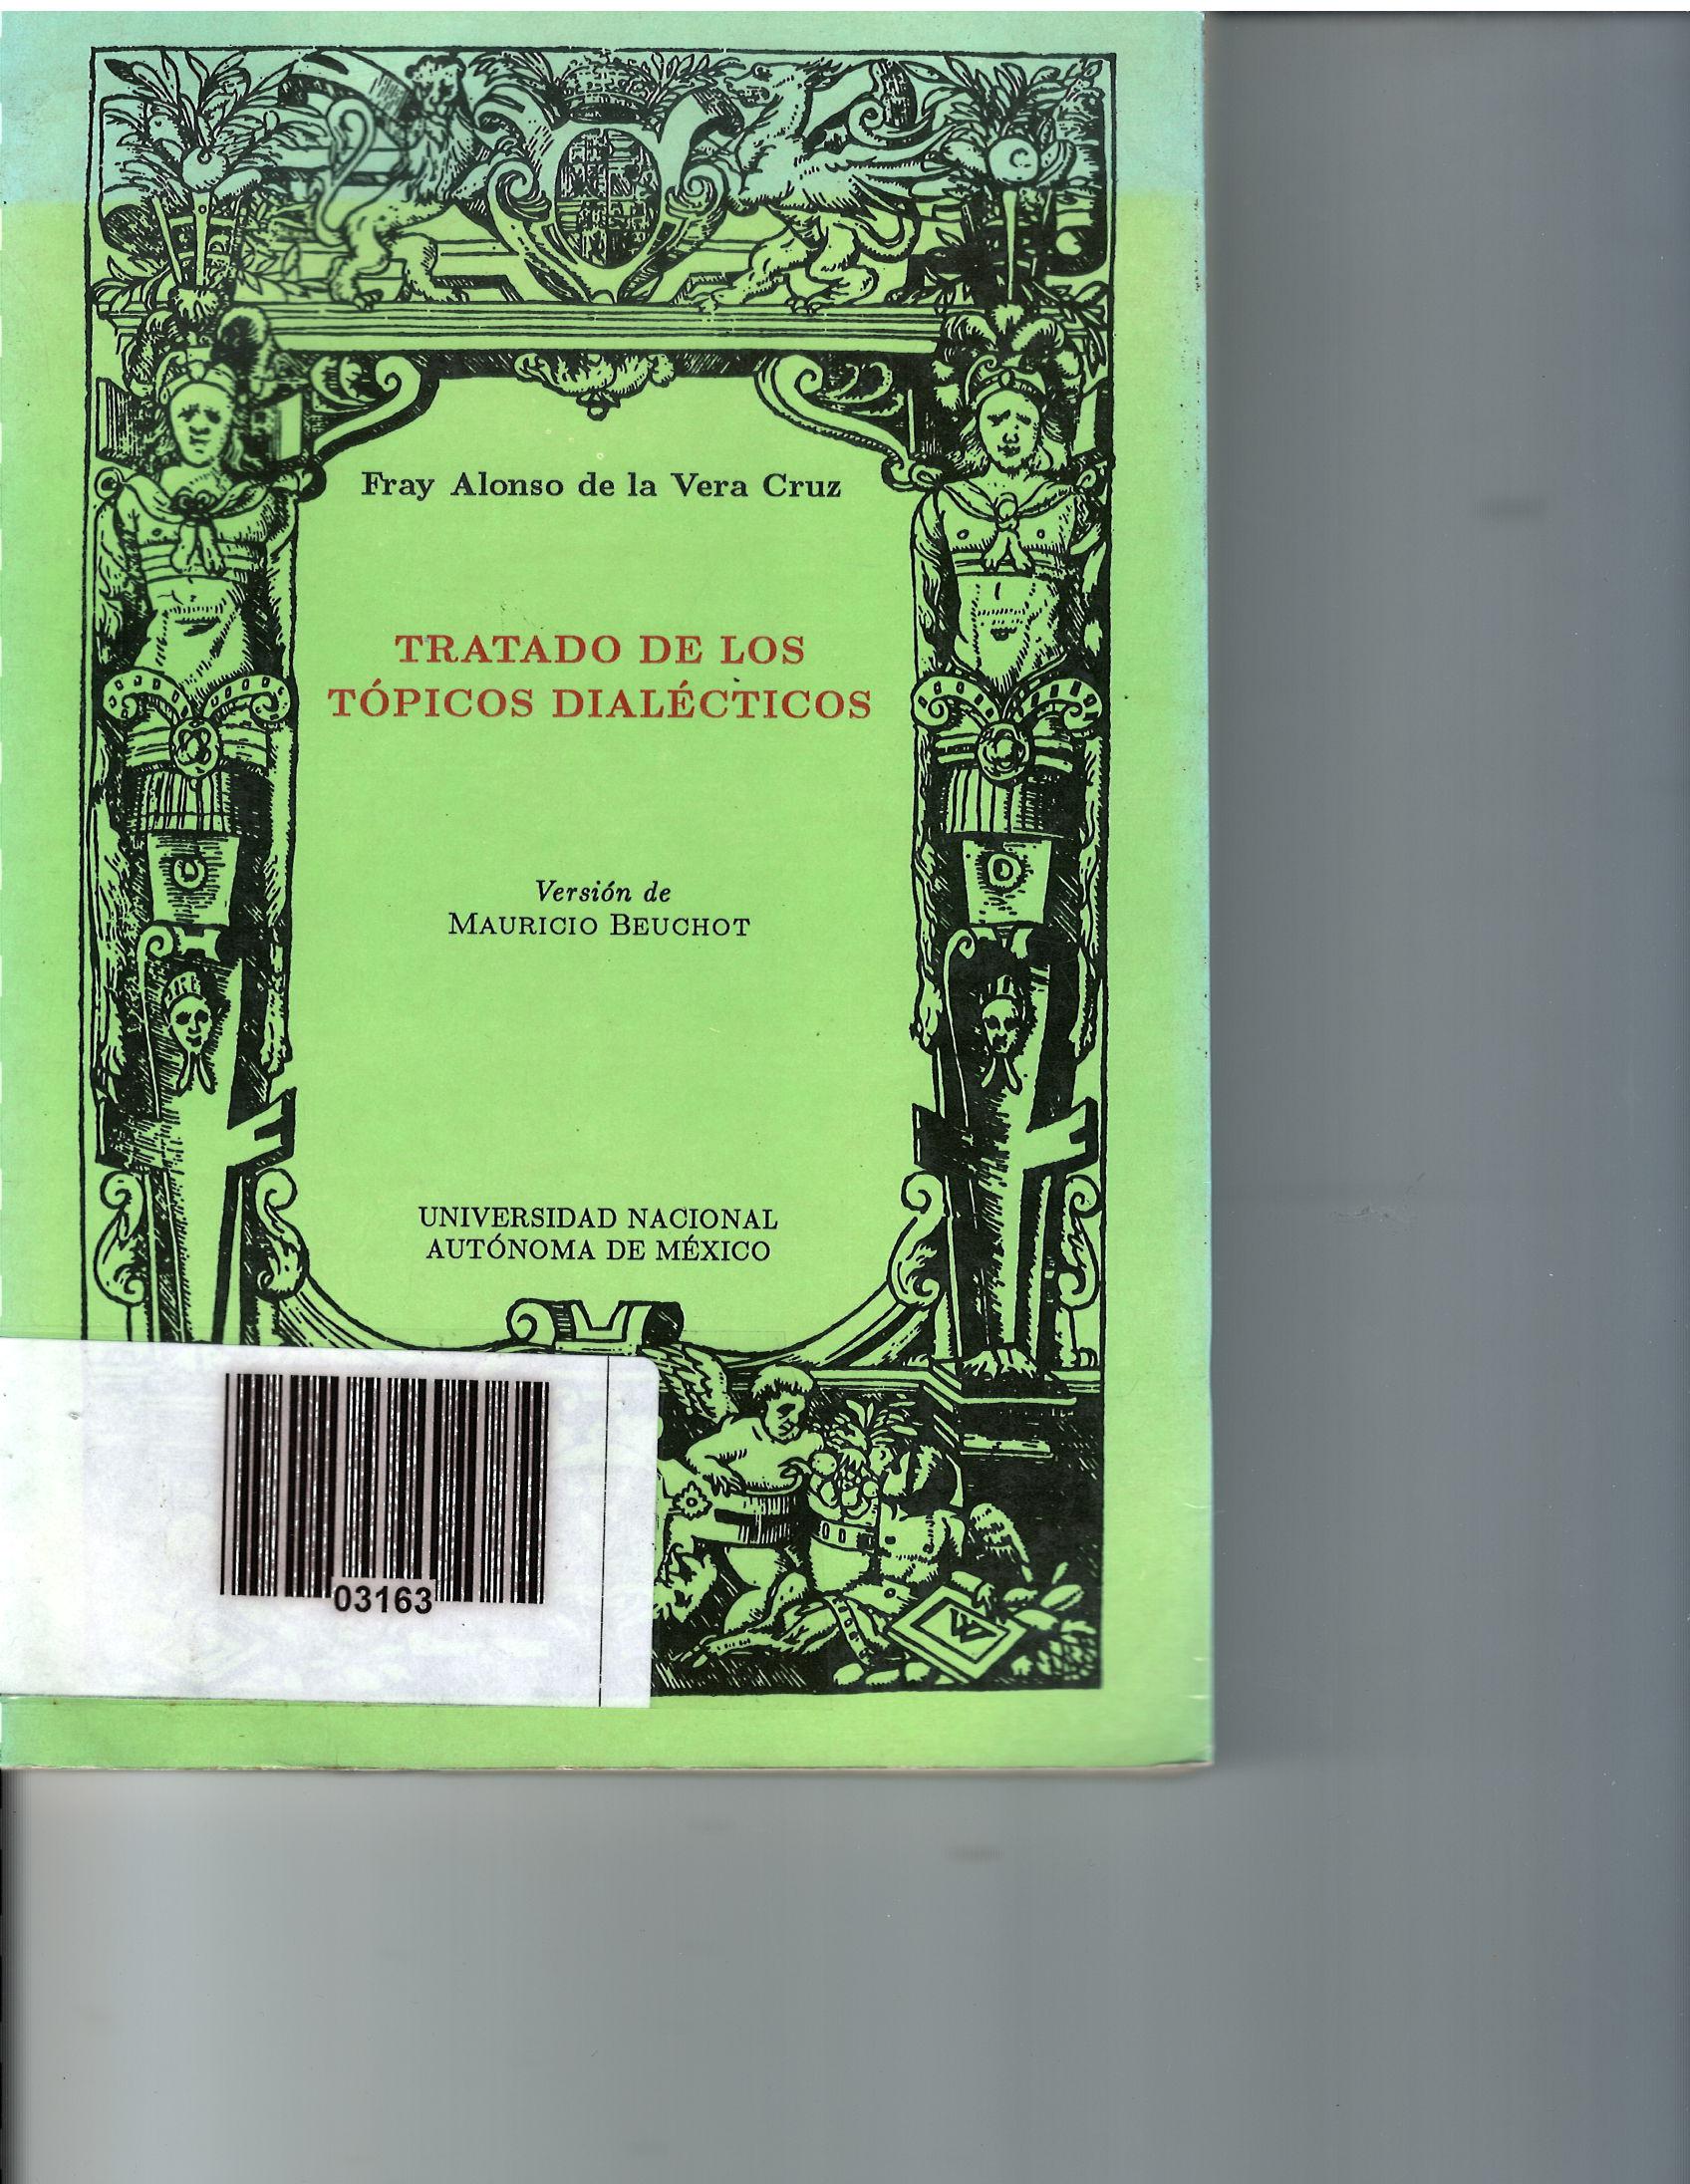 Fray Alonso de la Vera Cruz
TRATADO DE LOS
TÓPICOS DIALÉCTICOS
Versión de
MAURICIO BEUCHOT
UNIVERSIDAD NACIONAL
AUTÓNOMA DE MÉXICO
03163